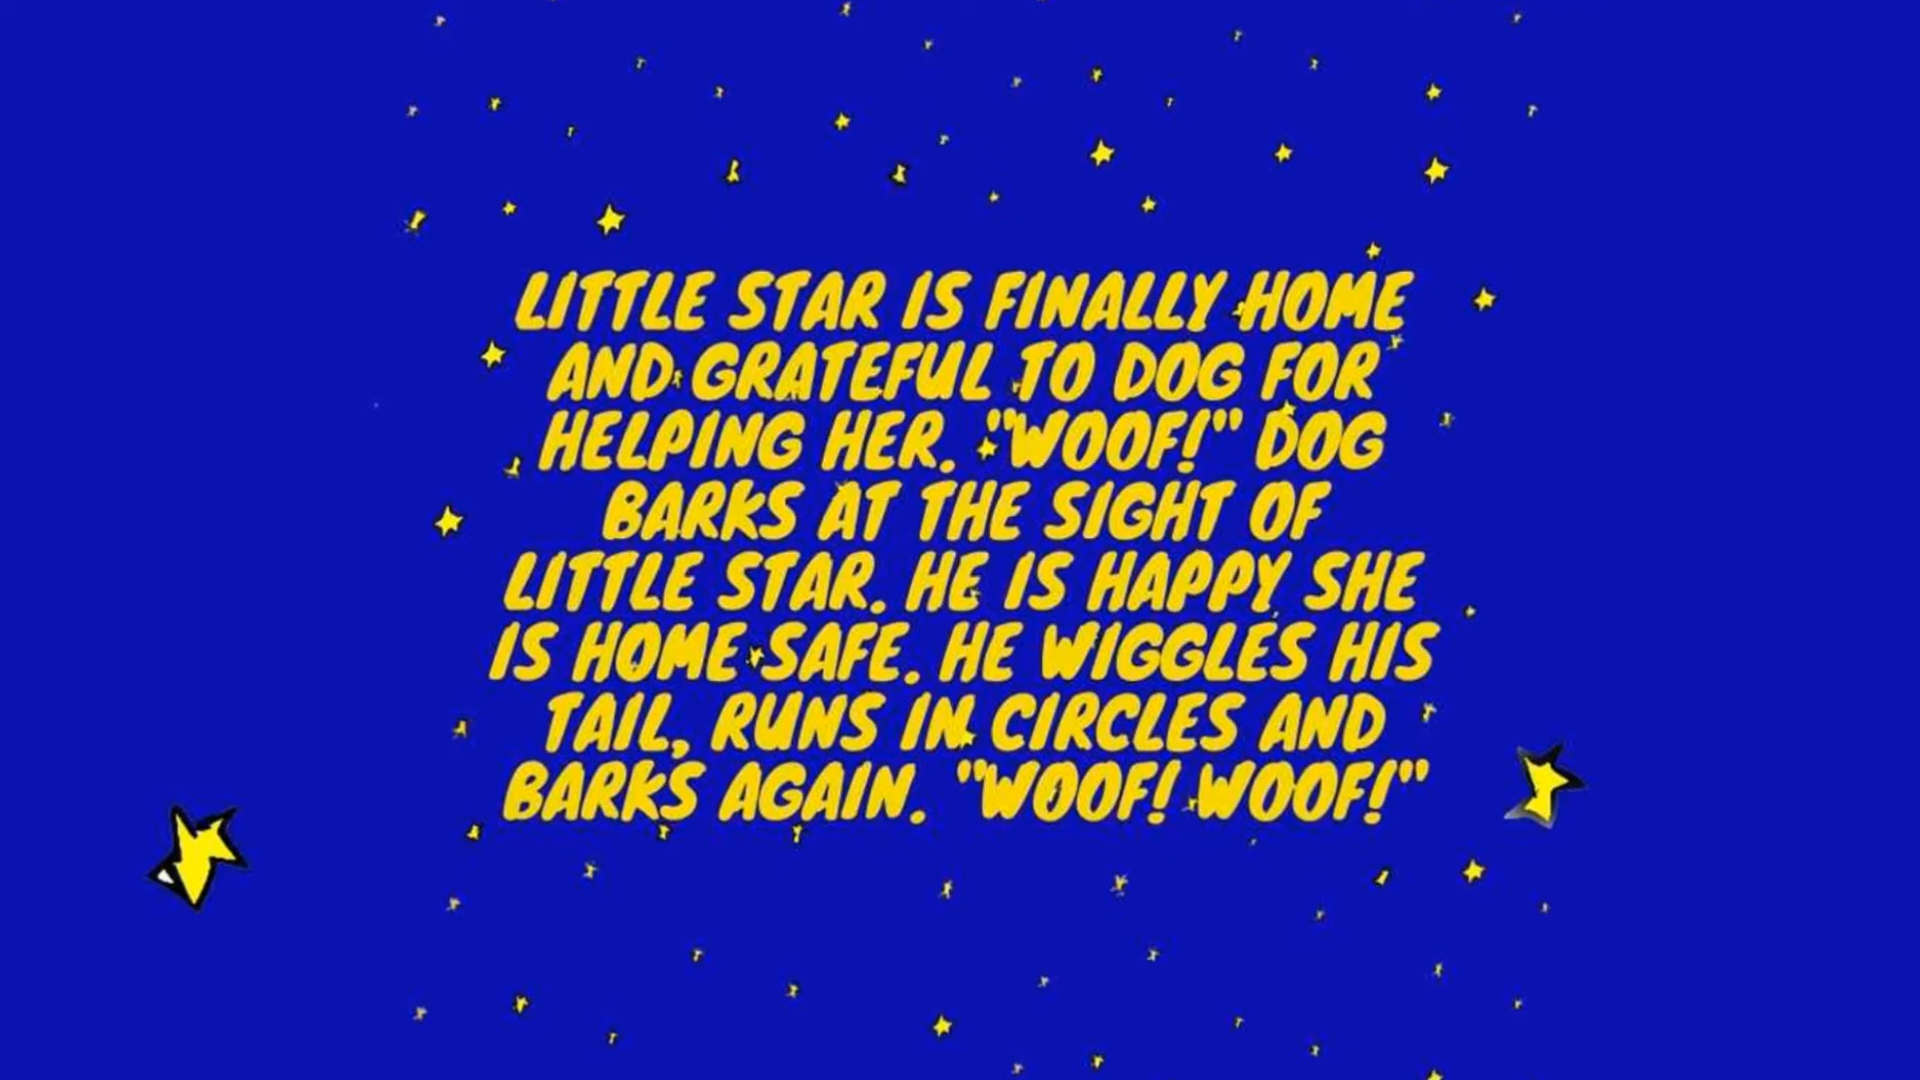 LITTLE STAR IS FINALLY HOME
AND GRATEFUL TO DOG FOR
HELPING HER. "WOOF!" DOG
BARKS AT THE SIGHT OF
LITTLE STAR. HE IS HAPPY SHE
IS HOME SAFE. HE WIGGLES HIS
TAIL, RUNS IN CIRCLES AND
BARKS AGAIN. "WOOF! WOOF!"